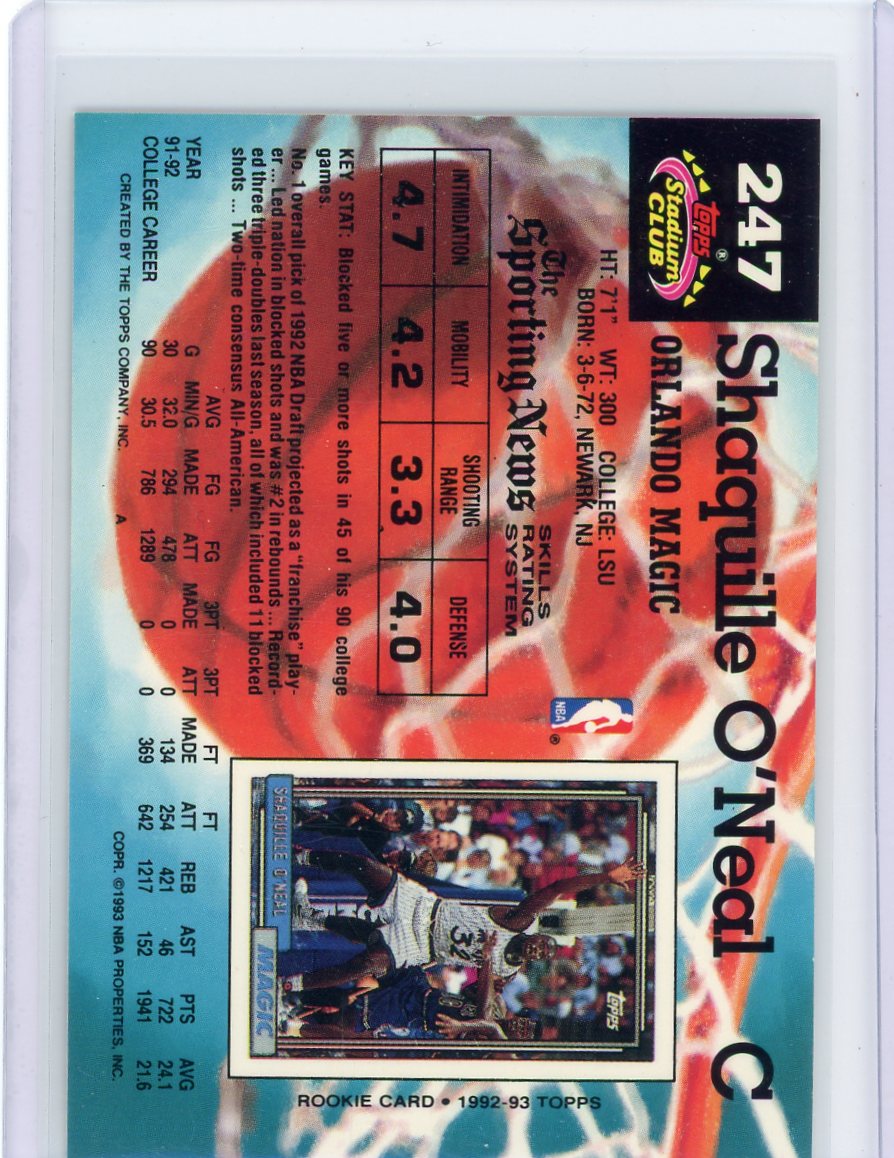 247
TOPPS®
Stadium
CLUB
Shaquille O'Neal C
ORLANDO MAGIC
HT: 7'1" WT: 300 COLLEGE: LSU
BORN: 3-6-72, NEWARK, NJ
The
Sporting News
SKILLS
RATING
SYSTEM
NBA
®
INTIMIDATION MOBILITY SHOOTING RANGE DEFENSE
4.7 4.2 3.3 4.0
KEY STAT: Blocked five or more shots in 45 of his 90 college
games.
No. 1 overall pick of 1992 NBA Draft projected as a "franchise" play-
er ... Led nation in blocked shots and was #2 in rebounds ... Record-
ed three triple-doubles last season, all of which included 11 blocked
shots ... Two-time consensus All-American.
TOPPS
32
SHAQUILLE O'NEAL
MAGIC
ROOKIE CARD • 1992-93 TOPPS
AVG FG FG 3PT 3PT FT FT
YEAR G MIN/G MADE ATT MADE ATT MADE ATT REB AST PTS AVG
91-92 30 32.0 294 478 0 0 134 254 421 46 722 24.1
COLLEGE CAREER 90 30.5 786 1289 0 0 369 642 1217 152 1941 21.6
CREATED BY THE TOPPS COMPANY, INC. A COPR. ©1993 NBA PROPERTIES, INC.